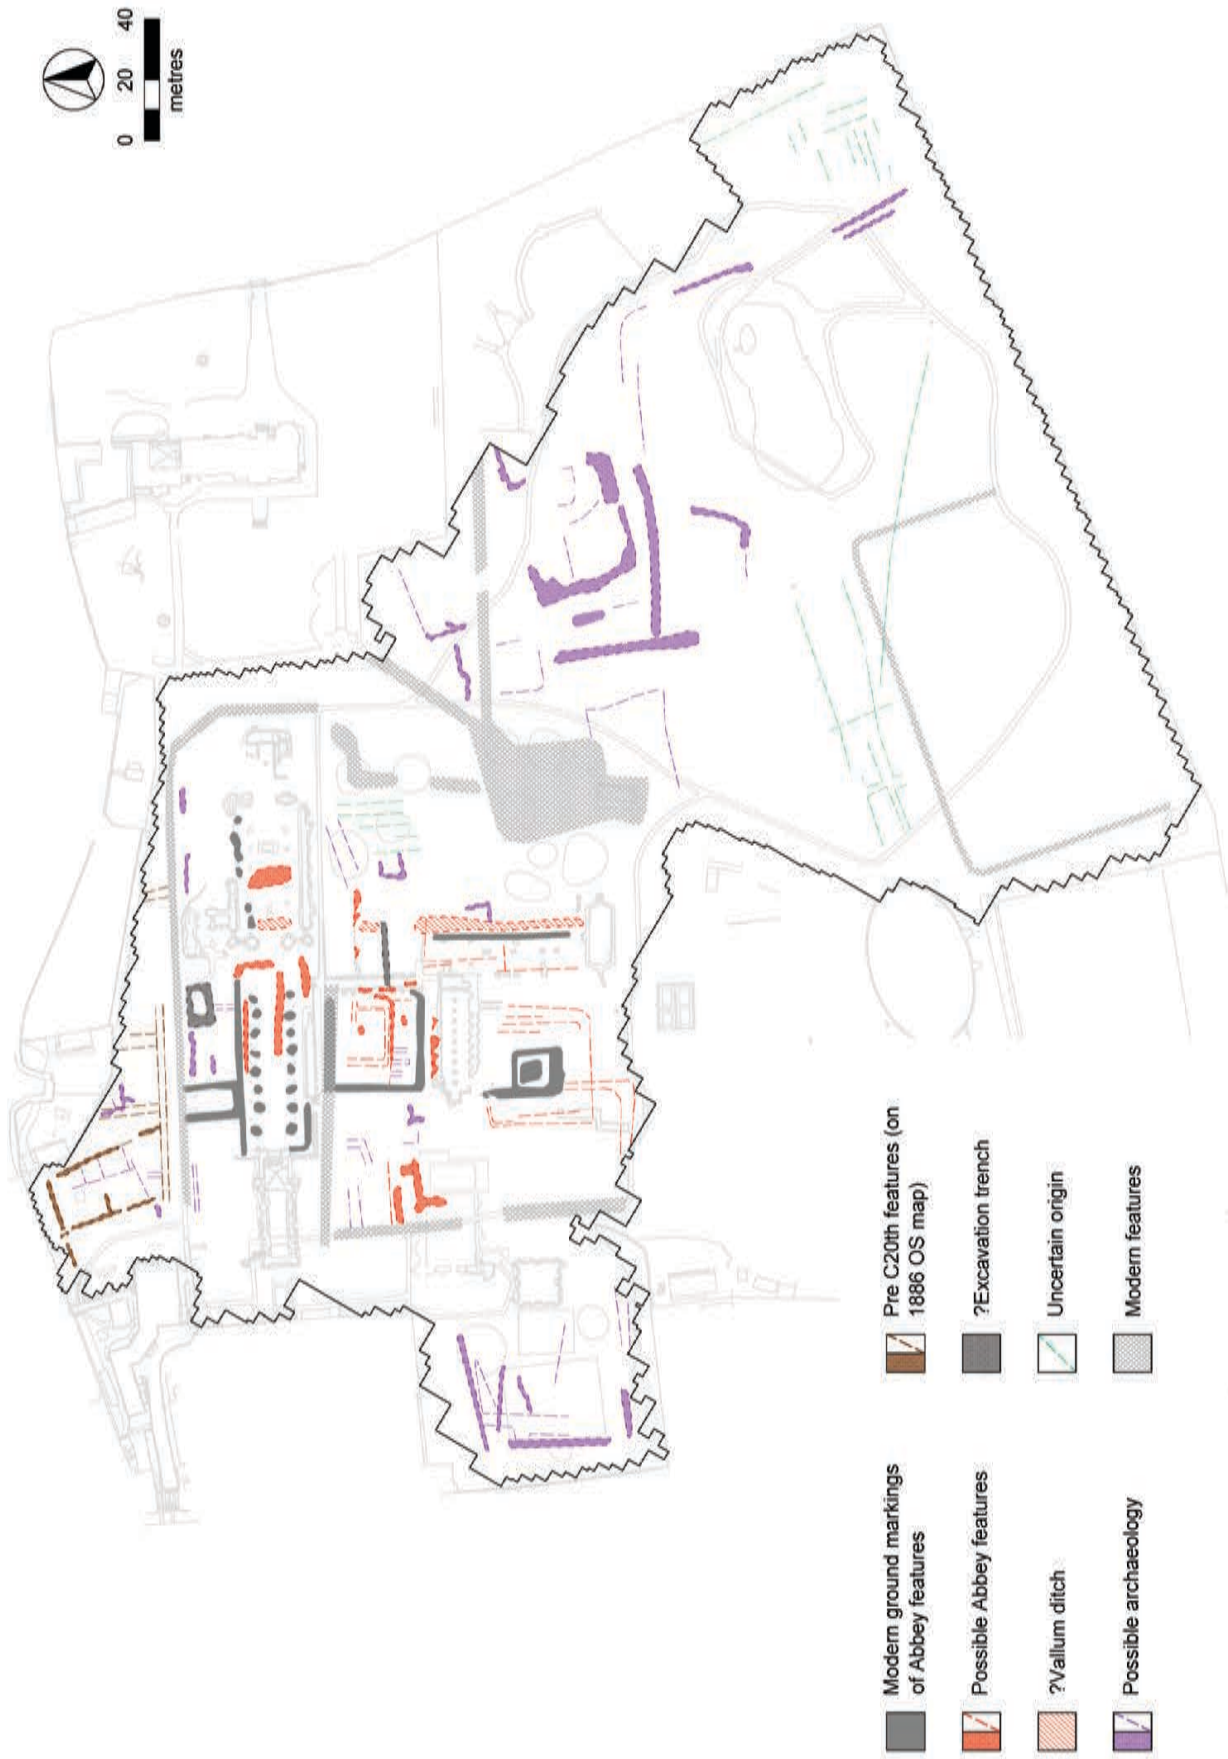 0 20 40
metres
Modern ground markings
of Abbey features
Possible Abbey features
?Vallum ditch
Possible archaeology
Pre C20th features (on
1886 OS map)
?Excavation trench
Uncertain origin
Modern features